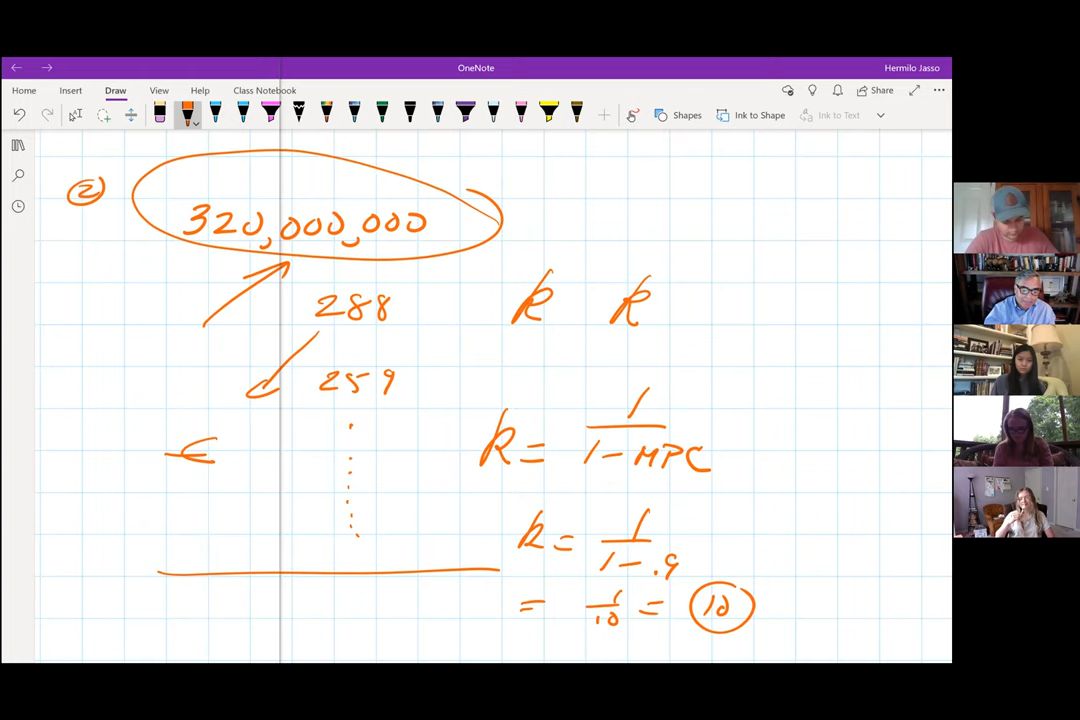 OneNote
Hermilo Jasso
Home Insert Draw View Help Class Notebook
Share
Shapes Ink to Shape Ink to Text
②
320,000,000
288 k k
259
k = 1
1 - MPC
k = 1
1 - .9
= 1
.10
= 10